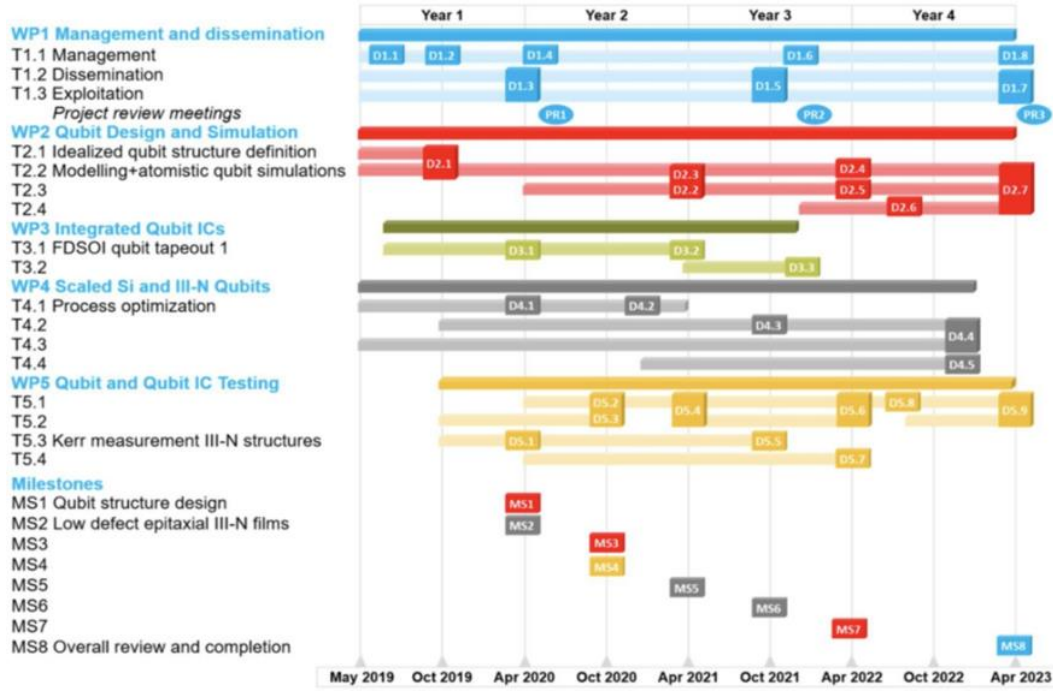 Year 1 Year 2 Year 3 Year 4
WP1 Management and dissemination
T1.1 Management D1.1 D1.2 D1.4 D1.6 D1.8
T1.2 Dissemination
D1.3 D1.5 D1.7
T1.3 Exploitation
Project review meetings PR1 PR2 PR3
WP2 Qubit Design and Simulation
T2.1 Idealized qubit structure definition
D2.1
T2.2 Modelling+atomistic qubit simulations D2.3 D2.4
T2.3 D2.2 D2.5 D2.7
T2.4 D2.6
WP3 Integrated Qubit ICs
T3.1 FDSOI qubit tapeout 1 D3.1 D3.2
T3.2 D3.3
WP4 Scaled Si and III-N Qubits
T4.1 Process optimization D4.1 D4.2
T4.2 D4.3
D4.4
T4.3
T4.4 D4.5
WP5 Qubit and Qubit IC Testing
T5.1 D5.2 D5.8
D5.4 D5.6 D5.9
T5.2 D5.3
T5.3 Kerr measurement III-N structures D5.1 D5.5
T5.4 D5.7
Milestones
MS1 Qubit structure design MS1
MS2 Low defect epitaxial III-N films MS2
MS3 MS3
MS4 MS4
MS5 MS5
MS6 MS6
MS7 MS7
MS8 Overall review and completion MS8
May 2019 Oct 2019 Apr 2020 Oct 2020 Apr 2021 Oct 2021 Apr 2022 Oct 2022 Apr 2023